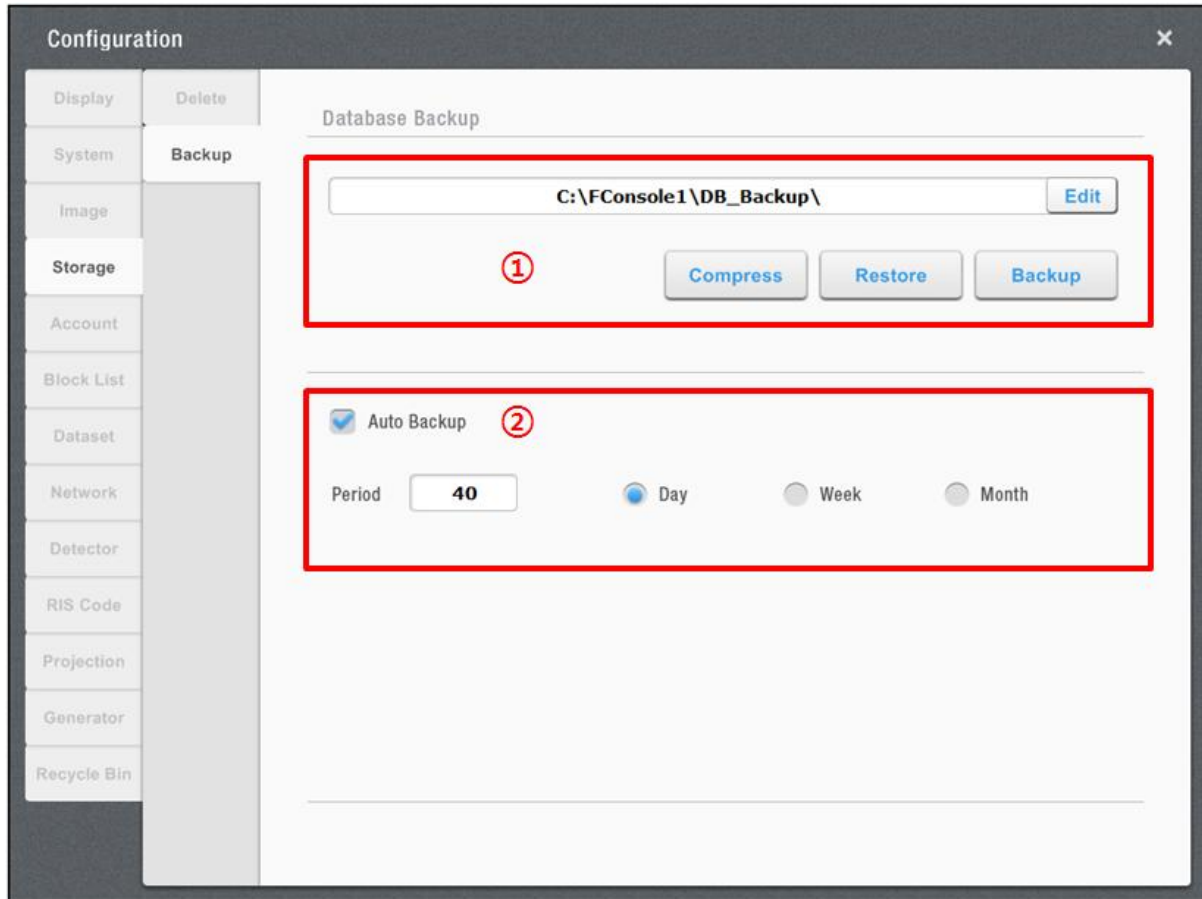 Configuration ×
Display
System
Image
Storage
Account
Block List
Dataset
Network
Detector
RIS Code
Projection
Generator
Recycle Bin
Delete
Backup
Database Backup
C:\FConsole1\DB_Backup\ Edit
① Compress Restore Backup
Auto Backup ②
Period 40 Day Week Month